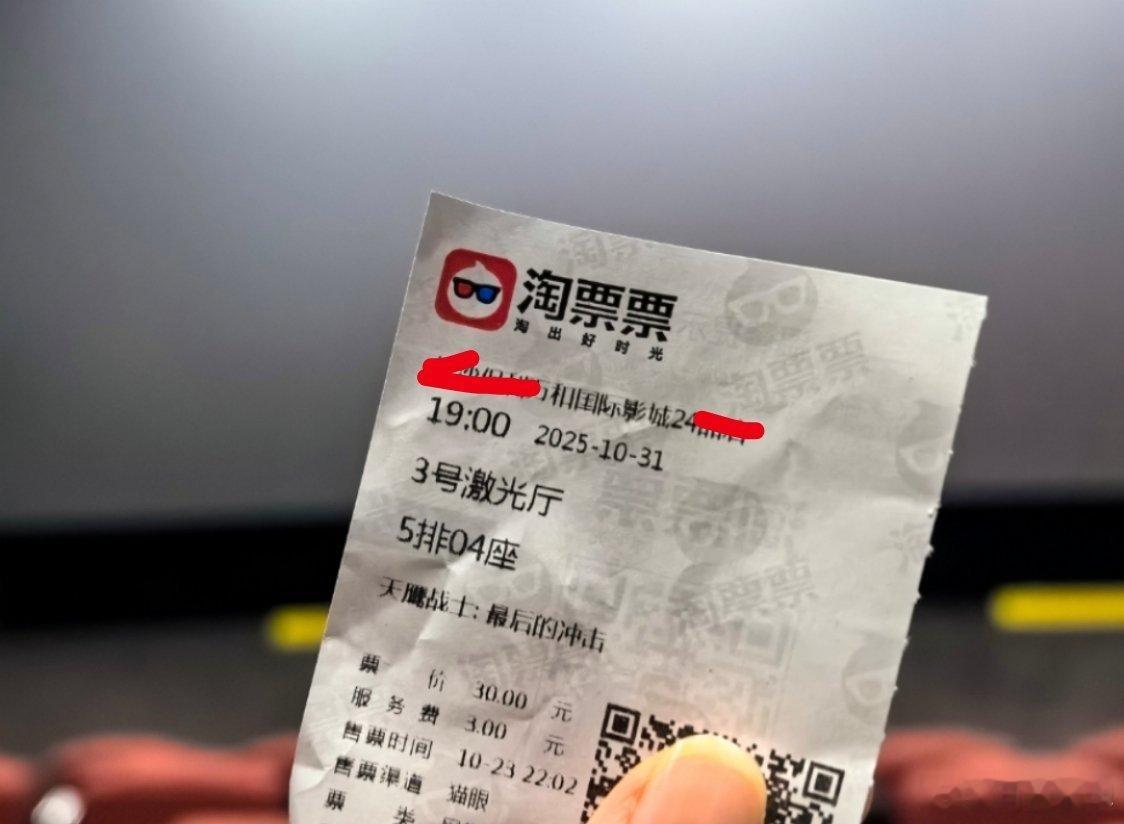 淘票票
淘出好时光
和国际影城24
19:00 2025-10-31
3号激光厅
5排04座
天鹰战士:最后的冲击
票价 30.00 元
服务费 3.00 元
售票时间 10-23 22:02
售票渠道 猫眼
票类